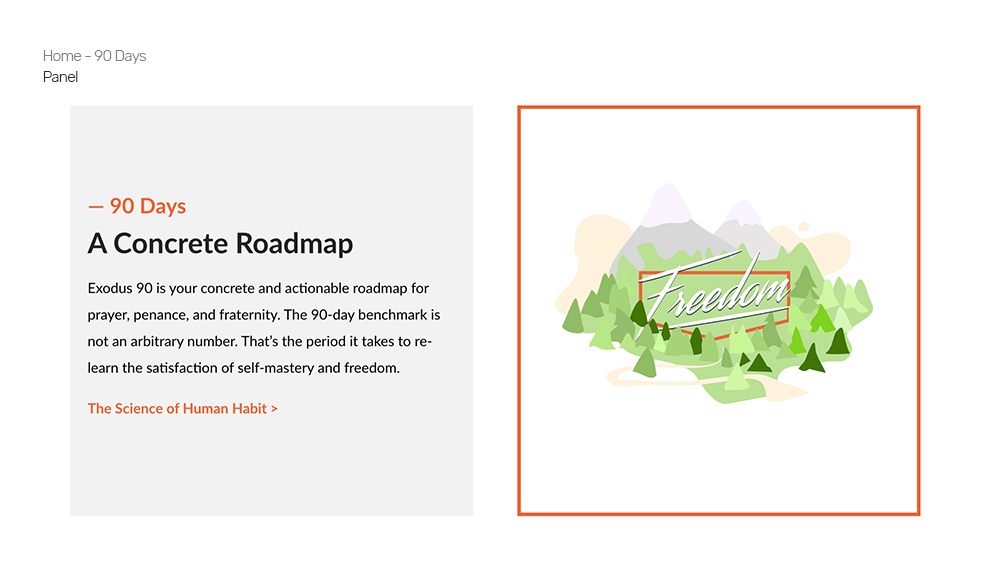 Home – 90 Days
Panel
— 90 Days
A Concrete Roadmap
Exodus 90 is your concrete and actionable roadmap for
prayer, penance, and fraternity. The 90-day benchmark is
not an arbitrary number. That’s the period it takes to re-
learn the satisfaction of self-mastery and freedom.
The Science of Human Habit >
Freedom